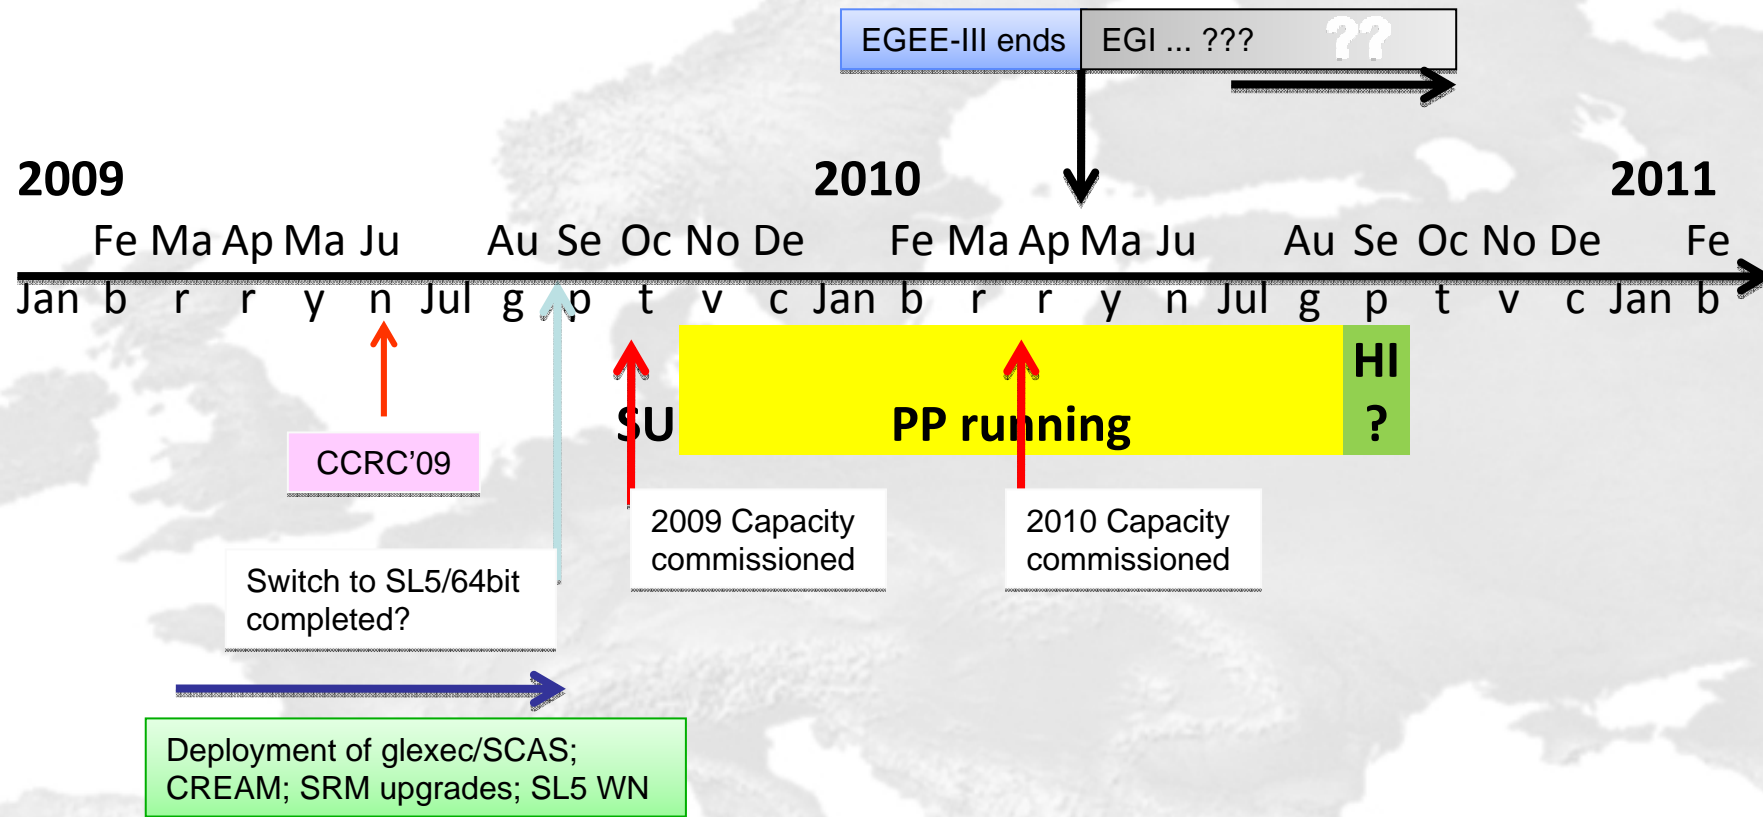 EGEE-III ends
EGI ... ???
??
2009
2010
2011
Fe Ma Ap Ma Ju Au Se Oc No De Fe Ma Ap Ma Ju Au Se Oc No De Fe
Jan b r r y n Jul g p t v c Jan b r r y n Jul g p t v c Jan b
HI
SU
PP running
?
CCRC'09
2009 Capacity
commissioned
2010 Capacity
commissioned
Switch to SL5/64bit
completed?
Deployment of glexec/SCAS;
CREAM; SRM upgrades; SL5 WN